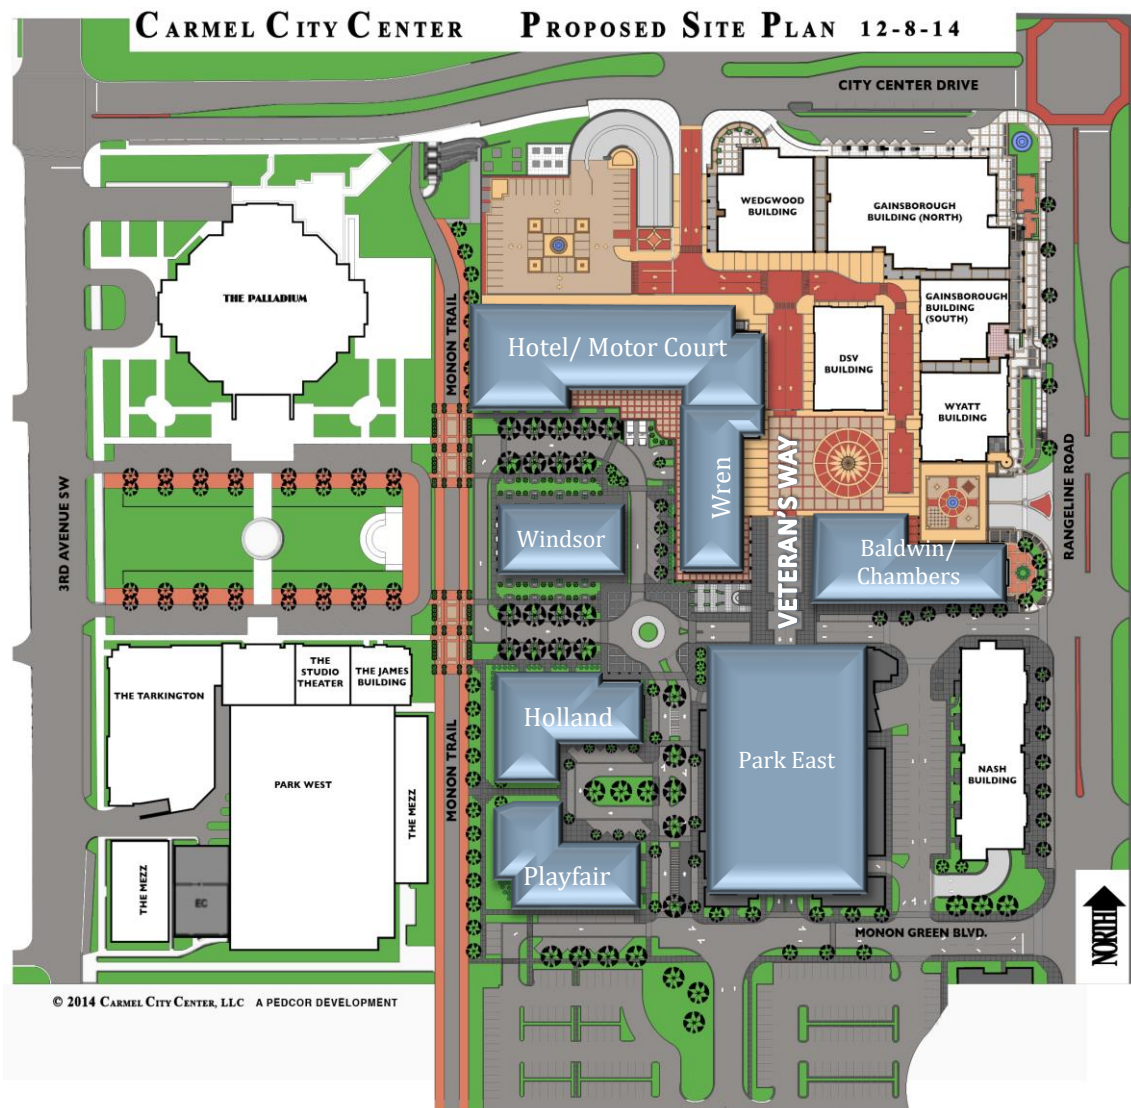 CARMEL CITY CENTER PROPOSED SITE PLAN 12-8-14
CITY CENTER DRIVE
WEDGWOOD
BUILDING
GAINSBOROUGH
BUILDING (NORTH)
THE PALLADIUM
GAINSBOROUGH
BUILDING
(SOUTH)
MONON TRAIL
Hotel/ Motor Court
DSV
BUILDING
WYATT
BUILDING
3RD AVENUE SW
Wren
VETERAN'S WAY
RANGELINE ROAD
Windsor
Baldwin/
Chambers
THE TARKINGTON
THE
STUDIO
THEATER
THE JAMES
BUILDING
Holland
Park East
NASH
BUILDING
PARK WEST
MONON TRAIL
THE MEZZ
Playfair
THE MEZZ
EC
MONON GREEN BLVD.
NORTH
© 2014 CARMEL CITY CENTER, LLC A PEDCOR DEVELOPMENT